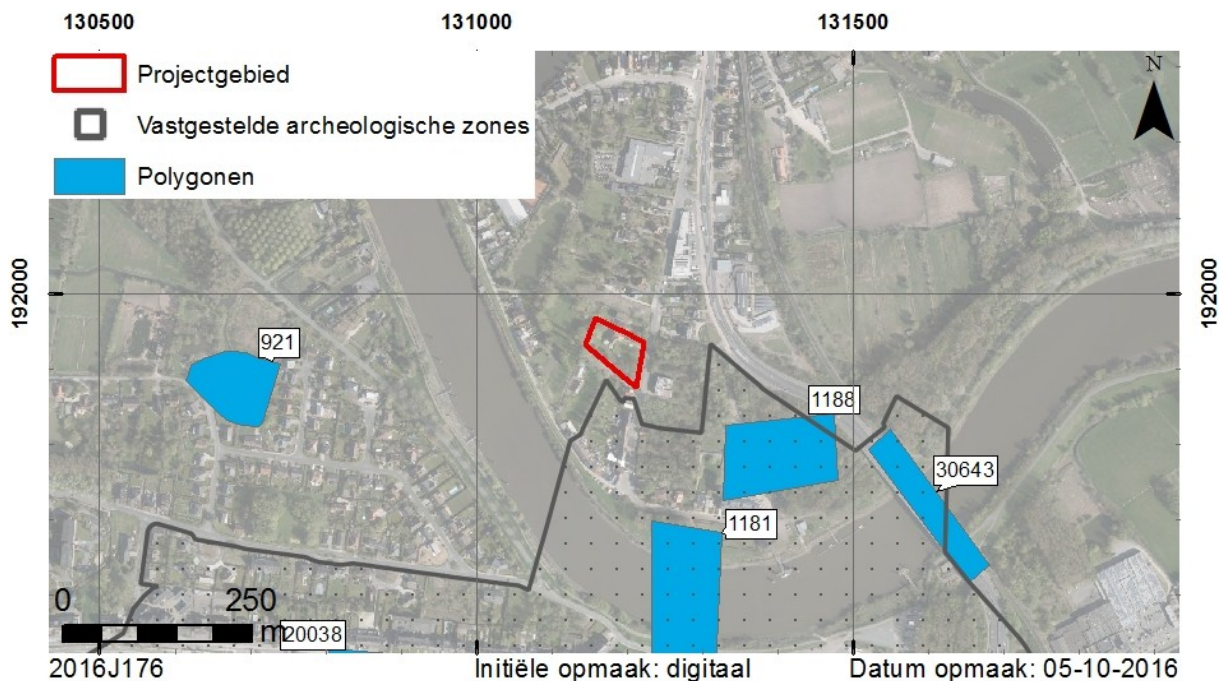 130500 131000 131500
N
Projectgebied
Vastgestelde archeologische zones
Polygonen
192000 192000
921
1188
30643
1181
0 250
m
20038
2016J176 Initiële opmaak: digitaal Datum opmaak: 05-10-2016